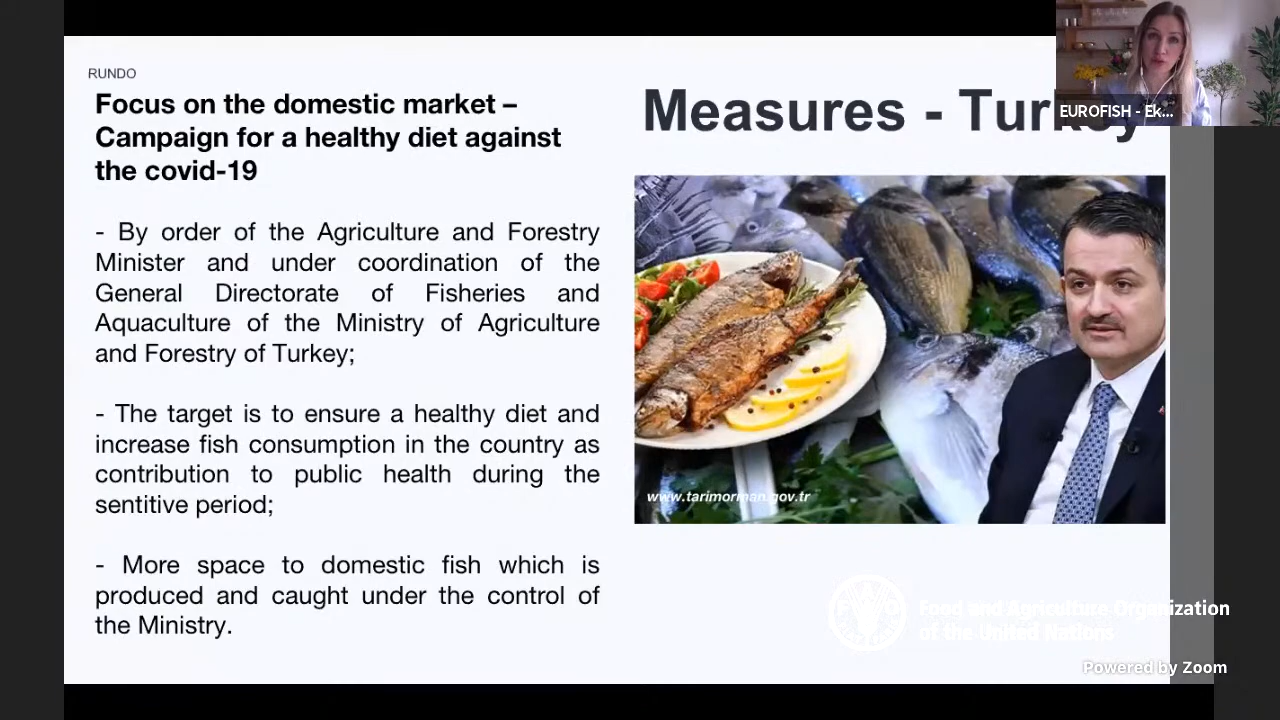 RUNDO
Focus on the domestic market –
Campaign for a healthy diet against
the covid-19
- By order of the Agriculture and Forestry
Minister and under coordination of the
General Directorate of Fisheries and
Aquaculture of the Ministry of Agriculture
and Forestry of Turkey;
- The target is to ensure a healthy diet and
increase fish consumption in the country as
contribution to public health during the
sentitive period;
- More space to domestic fish which is
produced and caught under the control of
the Ministry.
Measures - Turkey
EUROFISH - Ek...
www.tarimorman.gov.tr
Food and Agriculture Organization
of the United Nations
Powered by Zoom